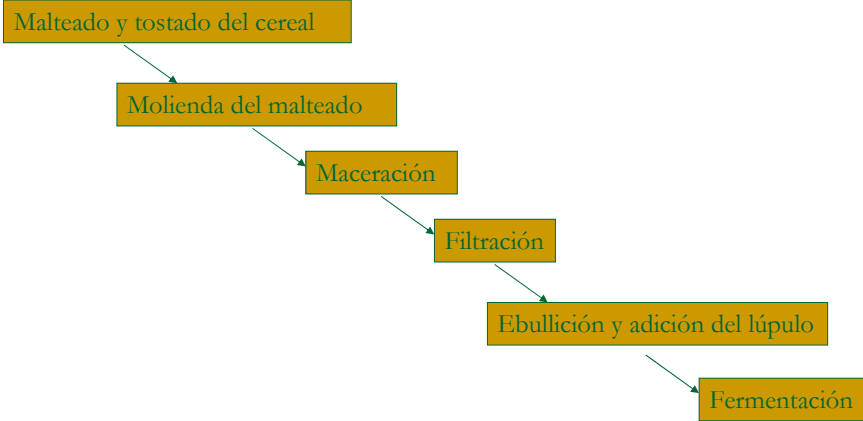 Malteado y tostado del cereal
Molienda del malteado
Maceración
Filtración
Ebullición y adición del lúpulo
Fermentación